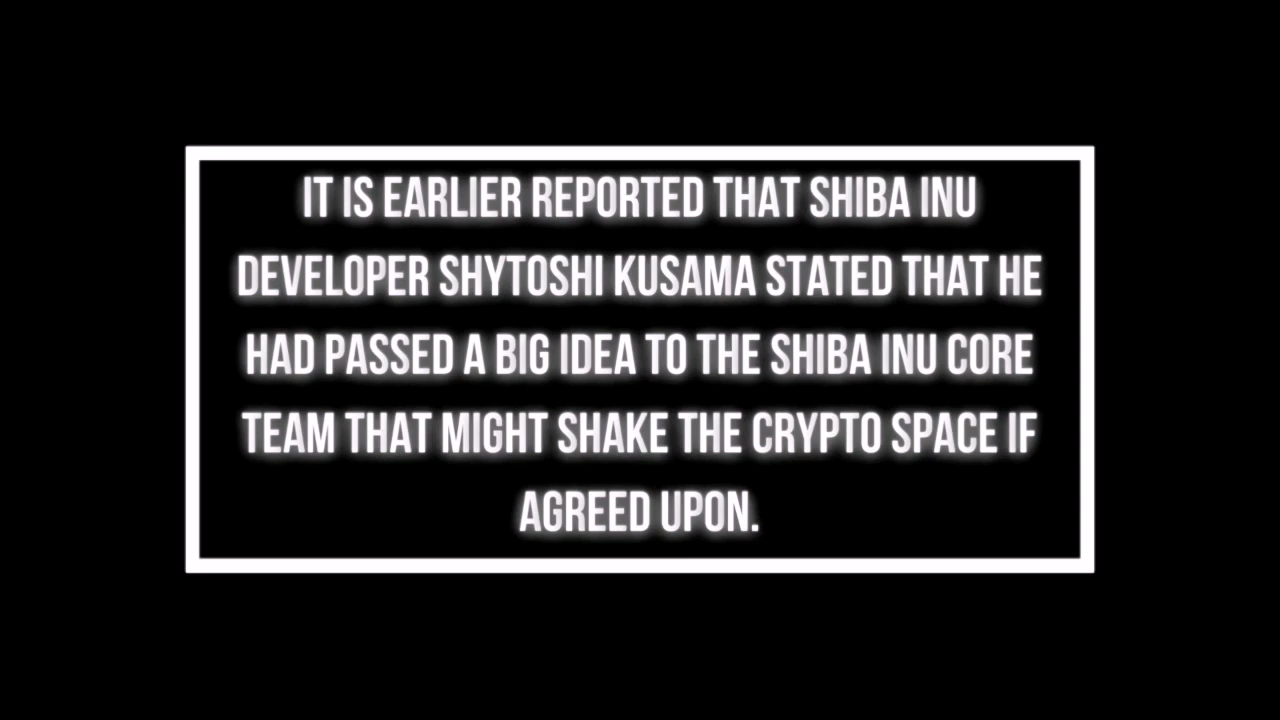 IT IS EARLIER REPORTED THAT SHIBA INU
DEVELOPER SHYTOSHI KUSAMA STATED THAT HE
HAD PASSED A BIG IDEA TO THE SHIBA INU CORE
TEAM THAT MIGHT SHAKE THE CRYPTO SPACE IF
AGREED UPON.